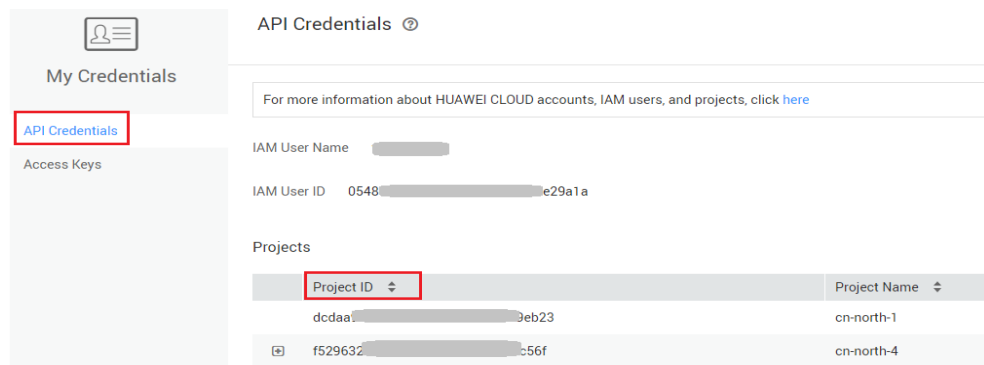 API Credentials
My Credentials
For more information about HUAWEI CLOUD accounts, IAM users, and projects, click here
API Credentials
IAM User Name
Access Keys
IAM User ID 0548 e29a1a
Projects
Project ID Project Name
dcdaa 9eb23 cn-north-1
f529632 c56f cn-north-4